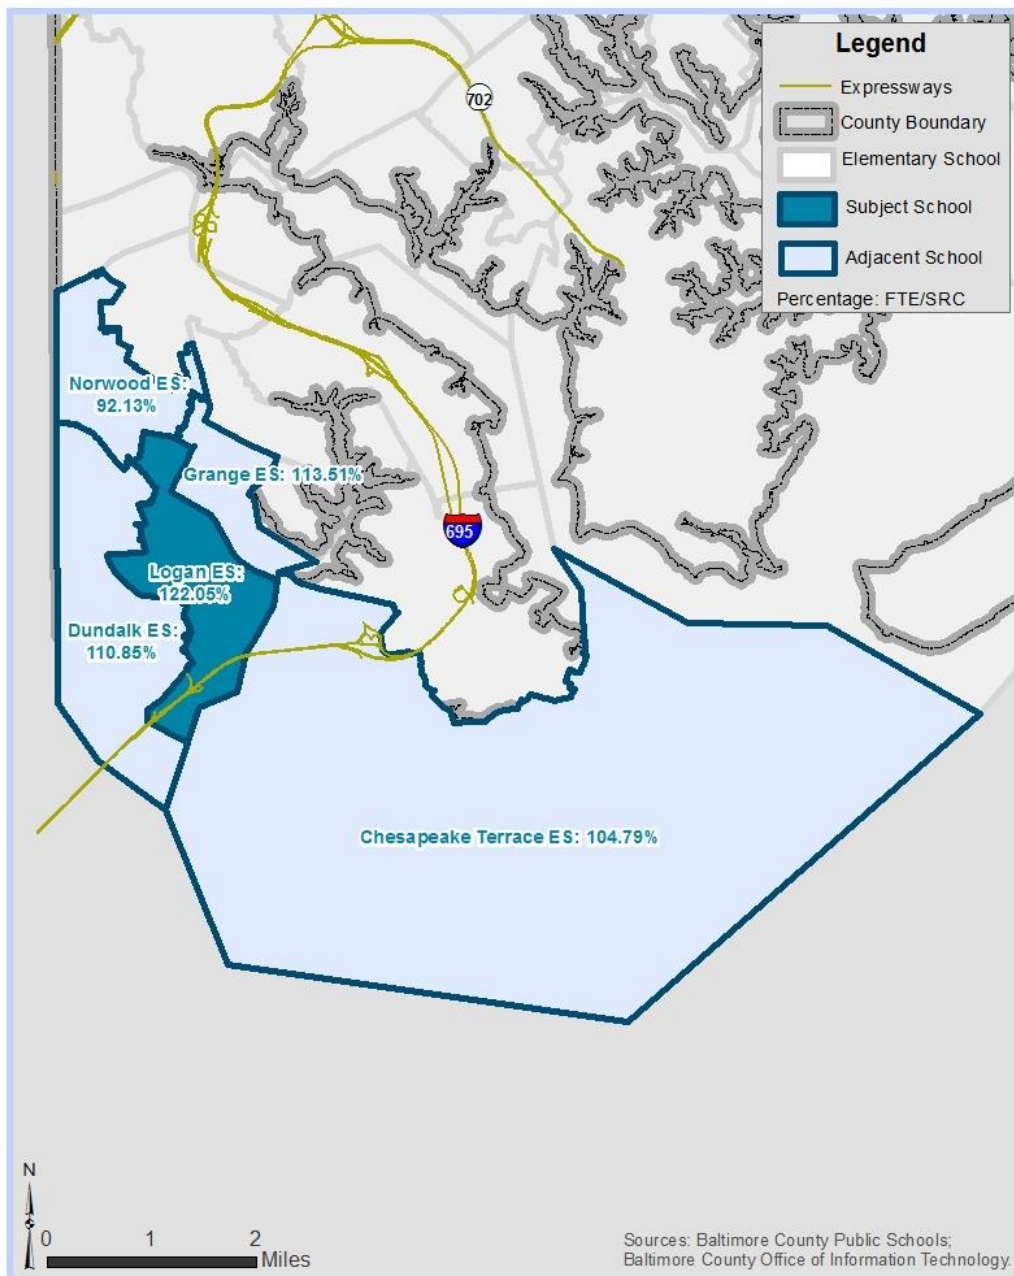 Legend
Expressways
County Boundary
Elementary School
Subject School
Adjacent School
Percentage: FTE/SRC
702
Norwood ES:
92.13%
Grange ES: 113.51%
695
Logan ES:
122.05%
Dundalk ES:
110.85%
Chesapeake Terrace ES: 104.79%
N
0 1 2
Miles
Sources: Baltimore County Public Schools;
Baltimore County Office of Information Technology.